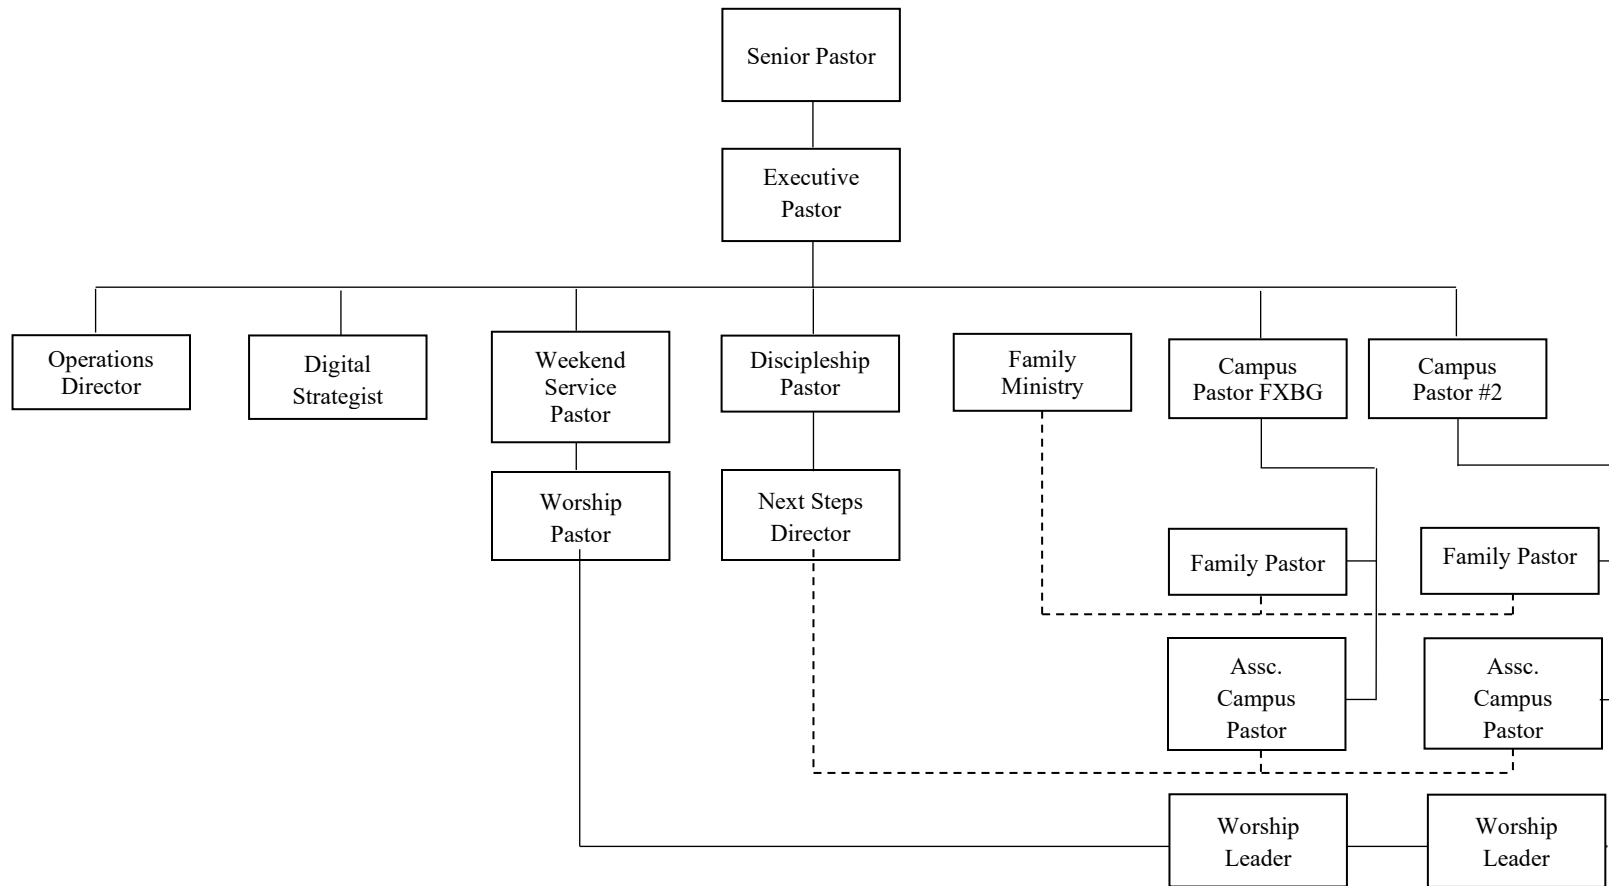 Senior Pastor
Executive
Pastor
Operations
Director
Digital
Strategist
Weekend
Service
Pastor
Discipleship
Pastor
Family
Ministry
Campus
Pastor FXBG
Campus
Pastor #2
Worship
Pastor
Next Steps
Director
Family Pastor
Family Pastor
Assc.
Campus
Pastor
Assc.
Campus
Pastor
Worship
Leader
Worship
Leader